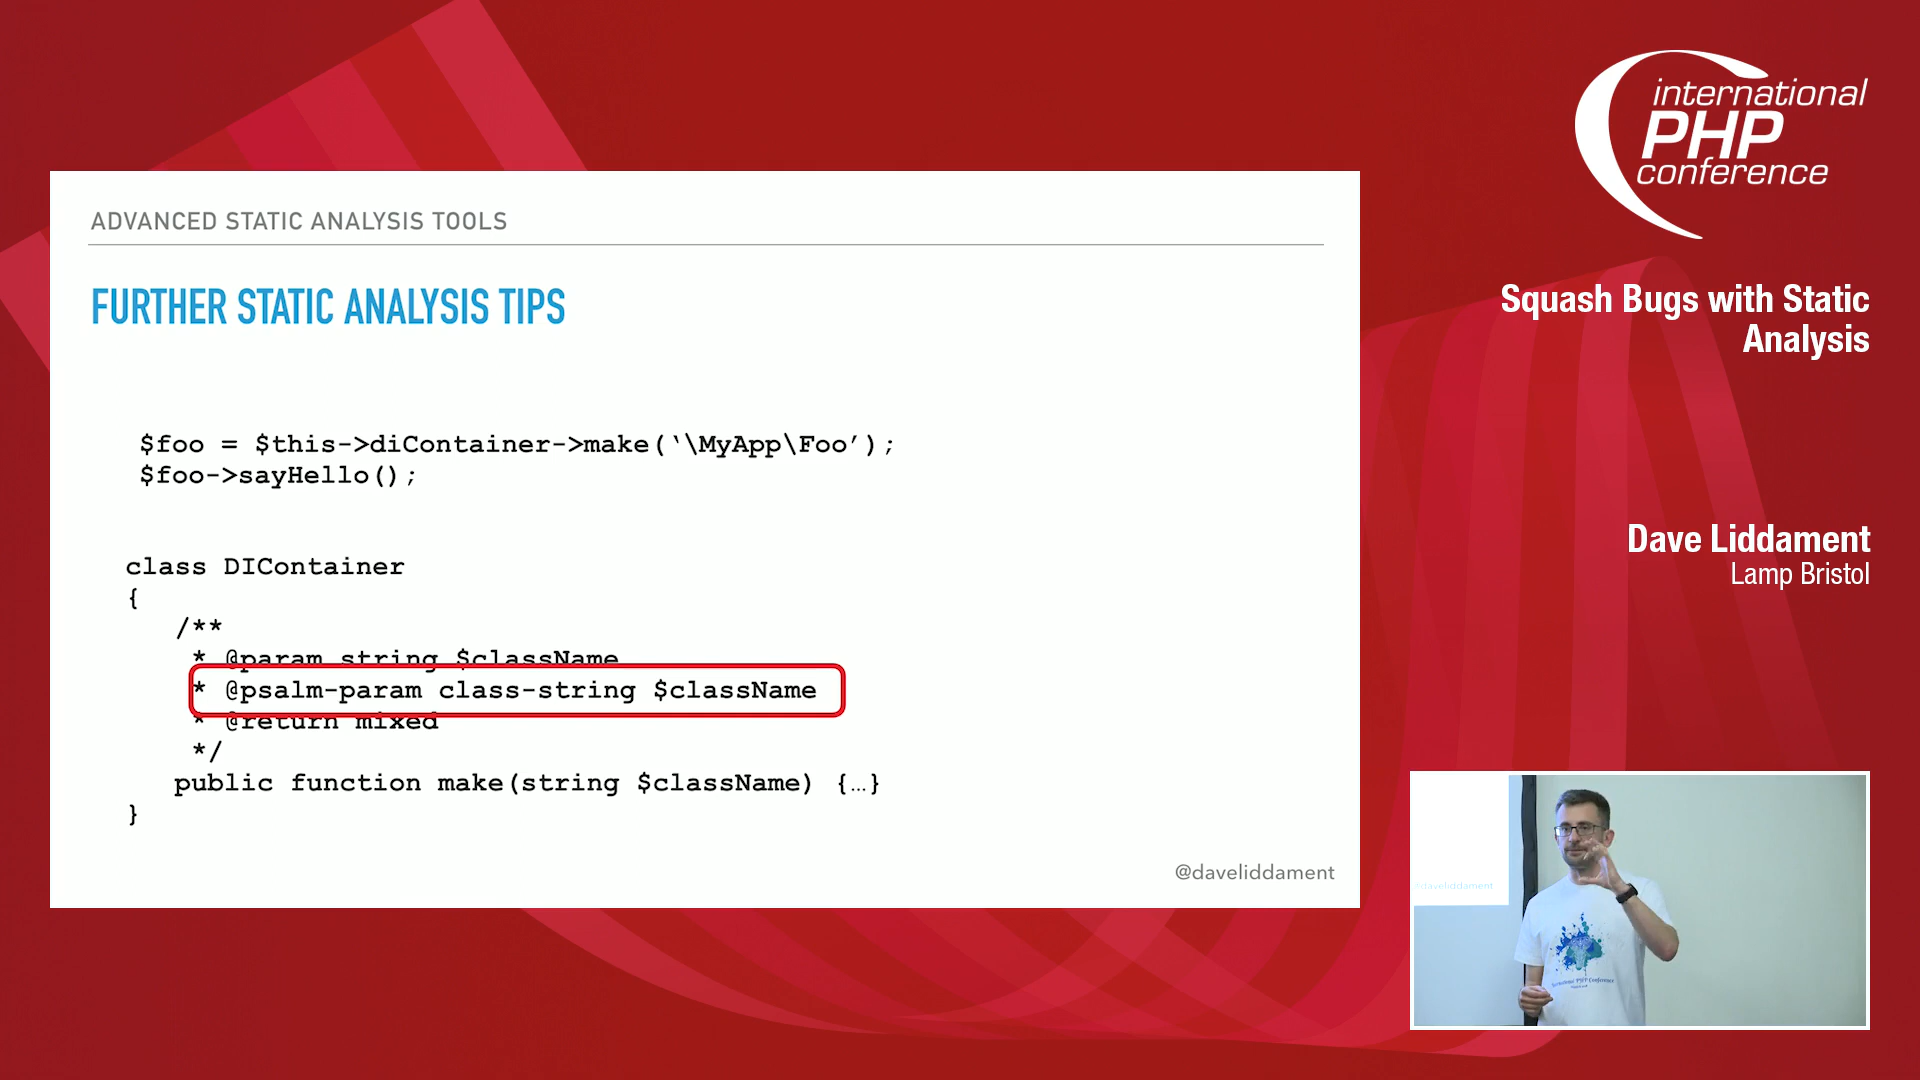 ADVANCED STATIC ANALYSIS TOOLS
FURTHER STATIC ANALYSIS TIPS
$foo = $this->diContainer->make(‘\MyApp\Foo’);
$foo->sayHello();
class DIContainer
{
/**
* @param string $className
* @psalm-param class-string $className
* @return mixed
*/
public function make(string $className) {…}
}
@daveliddament
international
PHP
conference
Squash Bugs with Static
Analysis
Dave Liddament
Lamp Bristol
@daveliddament